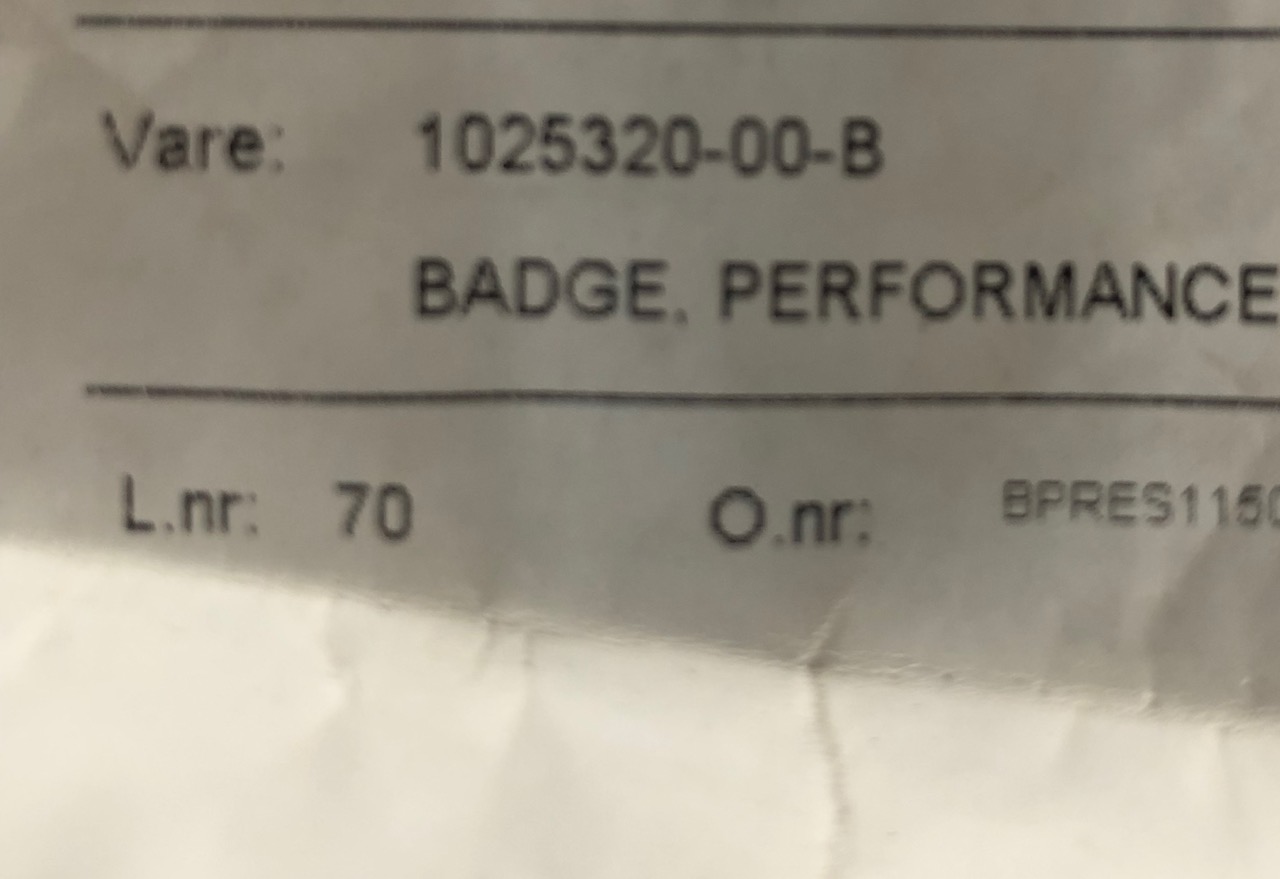 Vare: 1025320-00-B
BADGE, PERFORMANCE
L.nr: 70 O.nr: